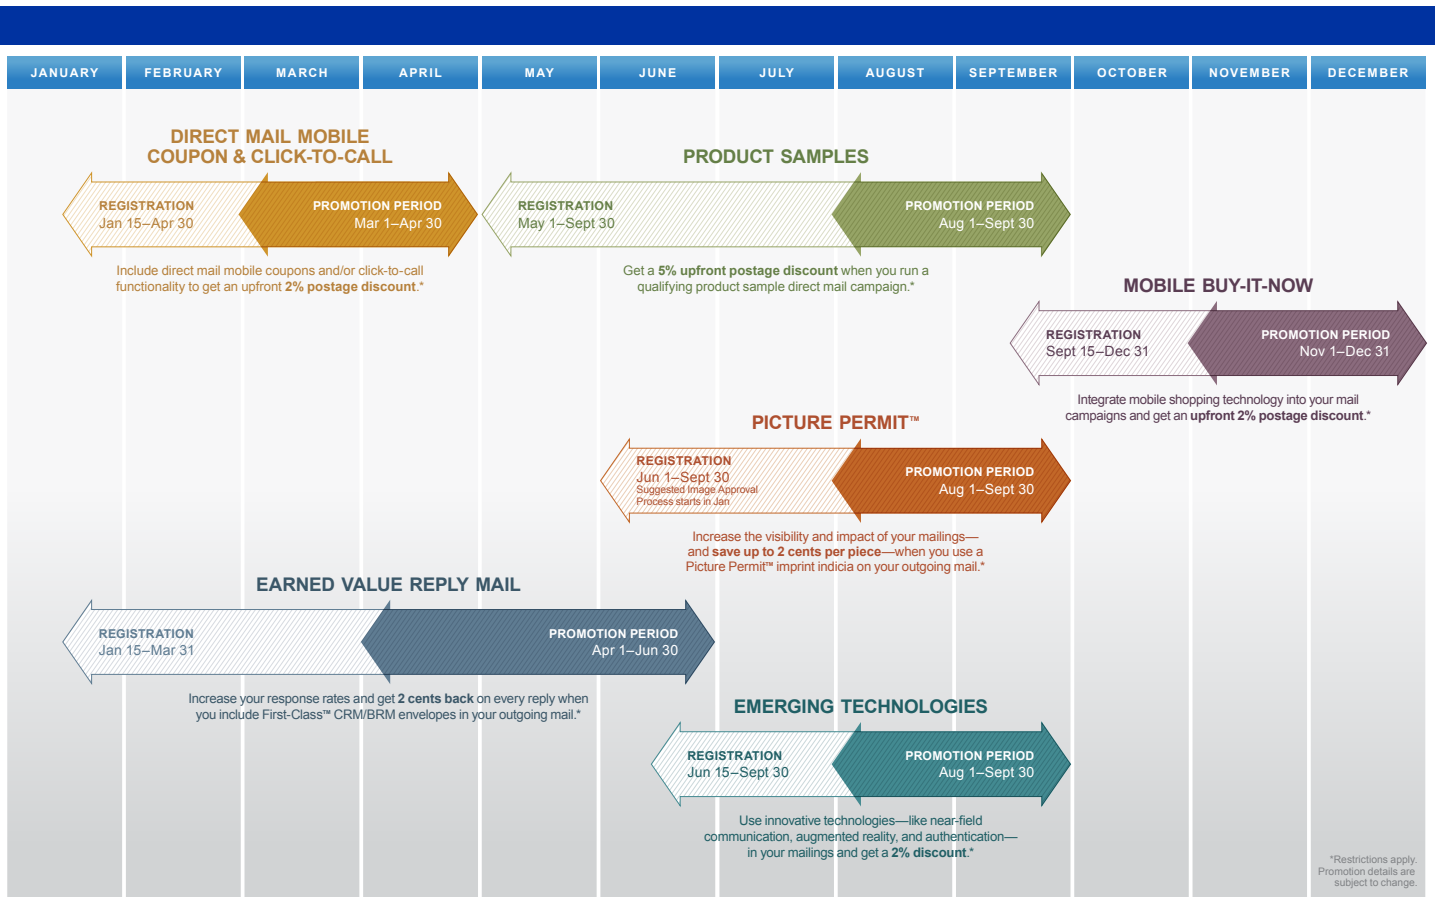 JANUARY FEBRUARY MARCH APRIL MAY JUNE JULY AUGUST SEPTEMBER OCTOBER NOVEMBER DECEMBER
DIRECT MAIL MOBILE
COUPON & CLICK-TO-CALL
REGISTRATION
Jan 15–Apr 30
PROMOTION PERIOD
Mar 1–Apr 30
Include direct mail mobile coupons and/or click-to-call
functionality to get an upfront 2% postage discount.*
PRODUCT SAMPLES
REGISTRATION
May 1–Sept 30
PROMOTION PERIOD
Aug 1–Sept 30
Get a 5% upfront postage discount when you run a
qualifying product sample direct mail campaign.*
MOBILE BUY-IT-NOW
REGISTRATION
Sept 15–Dec 31
PROMOTION PERIOD
Nov 1–Dec 31
Integrate mobile shopping technology into your mail
campaigns and get an upfront 2% postage discount.*
PICTURE PERMIT™
REGISTRATION
Jun 1–Sept 30
Suggested Image Approval
Process starts in Jan
PROMOTION PERIOD
Aug 1–Sept 30
Increase the visibility and impact of your mailings—
and save up to 2 cents per piece—when you use a
Picture Permit™ imprint indicia on your outgoing mail.*
EARNED VALUE REPLY MAIL
REGISTRATION
Jan 15–Mar 31
PROMOTION PERIOD
Apr 1–Jun 30
Increase your response rates and get 2 cents back on every reply when
you include First-Class™ CRM/BRM envelopes in your outgoing mail.*
EMERGING TECHNOLOGIES
REGISTRATION
Jun 15–Sept 30
PROMOTION PERIOD
Aug 1–Sept 30
Use innovative technologies—like near-field
communication, augmented reality, and authentication—
in your mailings and get a 2% discount.*
*Restrictions apply.
Promotion details are
subject to change.